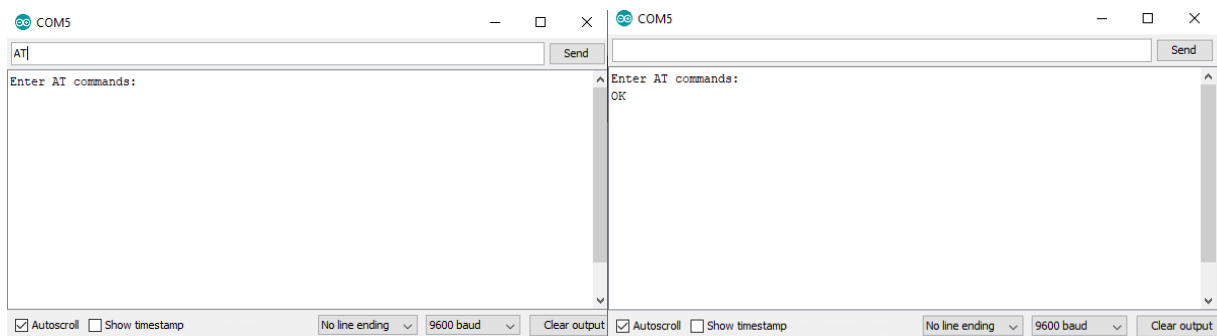 COM5
AT
Send
Enter AT commands:
Autoscroll Show timestamp No line ending 9600 baud Clear output
COM5
Send
Enter AT commands:
OK
Autoscroll Show timestamp No line ending 9600 baud Clear output